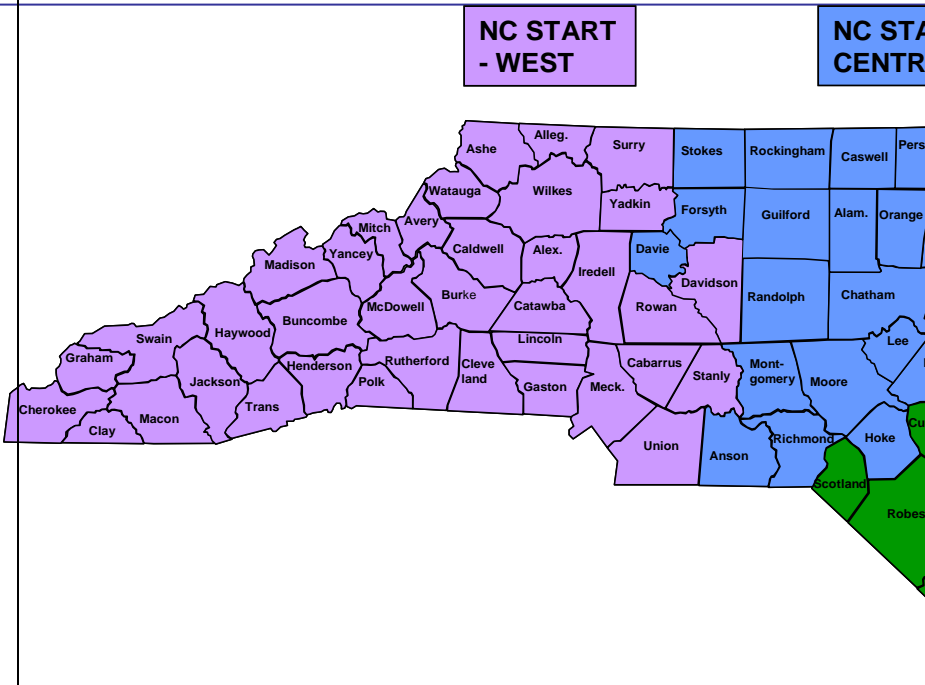 NC START
- WEST
NC STA
CENTR
Alleg.
Ashe
Surry
Stokes
Rockingham
Caswell
Pers
Watauga
Wilkes
Yadkin
Forsyth
Guilford
Alam.
Orange
Mitch
Avery
Caldwell
Alex.
Davie
Madison
Yancey
Iredell
Davidson
Burke
Catawba
Rowan
Randolph
Chatham
Buncombe
McDowell
Swain
Haywood
Lincoln
Lee
Graham
Henderson
Rutherford
Cleve
land
Cabarrus
Stanly
Mont-
gomery
Moore
Jackson
Polk
Gaston
Meck.
Cherokee
Macon
Trans
Clay
Union
Anson
Richmond
Hoke
Cu
Scotland
Robes